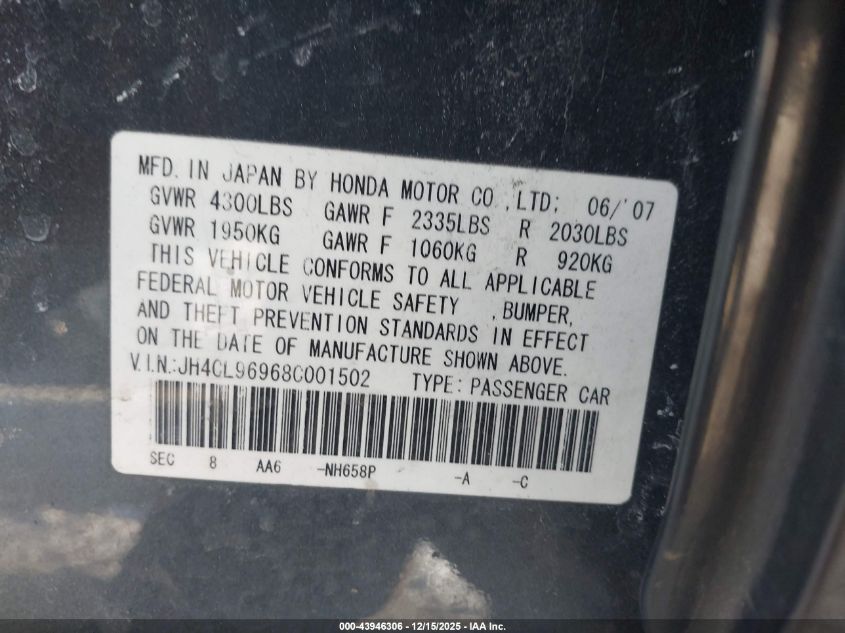 MFD. IN JAPAN BY HONDA MOTOR CO.,LTD; 06/'07
GVWR 4300LBS GAWR F 2335LBS R 2030LBS
GVWR 1950KG GAWR F 1060KG R 920KG
THIS VEHICLE CONFORMS TO ALL APPLICABLE
FEDERAL MOTOR VEHICLE SAFETY ,BUMPER,
AND THEFT PREVENTION STANDARDS IN EFFECT
ON THE DATE OF MANUFACTURE SHOWN ABOVE.
V.I.N.:JH4CL96968C001502 TYPE:PASSENGER CAR
SEC 8 AA6 -NH658P -A -C
000-43946306 - 12/15/2025 - IAA Inc.